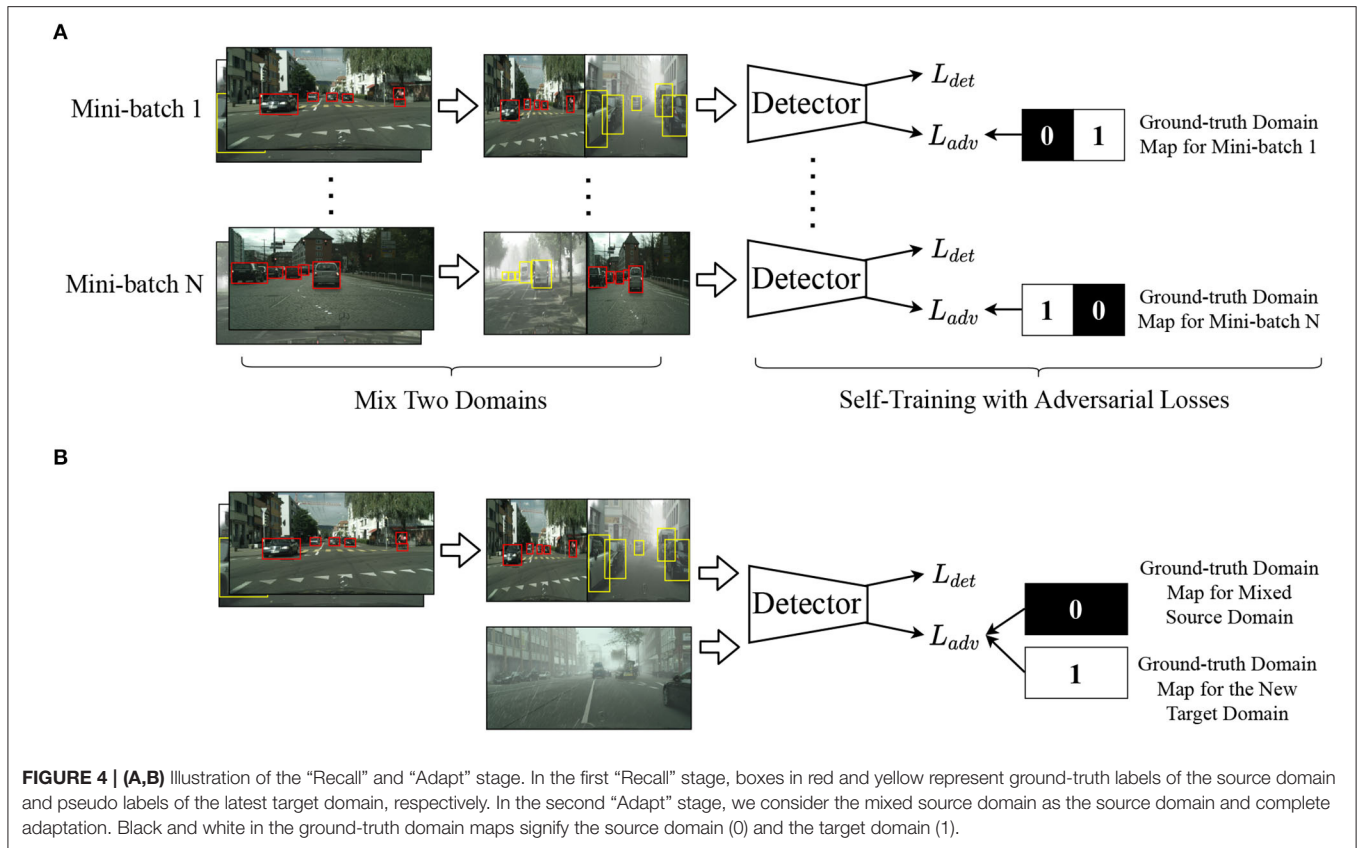 A
Mini-batch 1
Detector
L_det
L_adv
0 1
Ground-truth Domain
Map for Mini-batch 1
Mini-batch N
Detector
L_det
L_adv
1 0
Ground-truth Domain
Map for Mini-batch N
Mix Two Domains
Self-Training with Adversarial Losses
B
Detector
L_det
L_adv
0
Ground-truth Domain
Map for Mixed
Source Domain
1
Ground-truth Domain
Map for the New
Target Domain
FIGURE 4 | (A,B) Illustration of the “Recall” and “Adapt” stage. In the first “Recall” stage, boxes in red and yellow represent ground-truth labels of the source domain
and pseudo labels of the latest target domain, respectively. In the second “Adapt” stage, we consider the mixed source domain as the source domain and complete
adaptation. Black and white in the ground-truth domain maps signify the source domain (0) and the target domain (1).